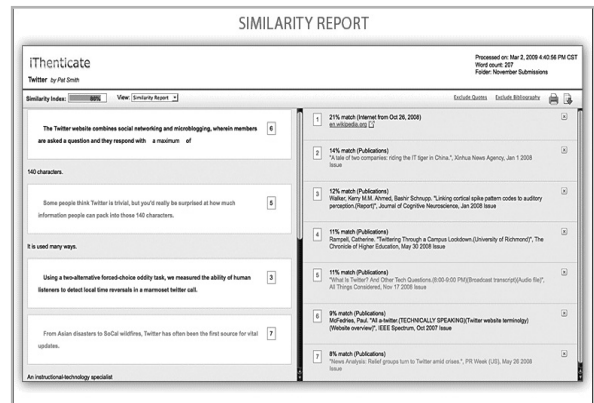 SIMILARITY REPORT
iThenticate
Twitter by Pat Smith
Processed on: Mar 2, 2009 4:40:56 PM CST
Word count: 207
Folder: November Submissions
Similarity Index: View: Similarity Report
Exclude Quotes Exclude Bibliography
The Twitter website combines social networking and microblogging, wherein members 6
are asked a question and they respond with a maximum of
140 characters.
Some people think Twitter is trivial, but you'd really be surprised at how much 5
information people can pack into those 140 characters.
It is used many ways.
Using a two-alternative forced-choice oddity task, we measured the ability of human 3
listeners to detect local time reversals in a marmoset twitter call.
From Asian disasters to SoCal wildfires, Twitter has often been the first source for vital 7
updates.
An instructional-technology specialist
1 21% match (Internet from Oct 26, 2008)
en.wikipedia.org
2 14% match (Publications)
"A tale of two companies: riding the IT tiger in China.", Xinhua News Agency, Jan 1 2008
Issue
3 12% match (Publications)
Walker, Kerry M.M. Ahmed, Bashir Schnupp. "Linking cortical spike pattern codes to auditory
perception.(Report)", Journal of Cognitive Neuroscience, Jan 2008 Issue
4 11% match (Publications)
Rampell, Catherine. "Twittering Through a Campus Lockdown.(University of Richmond)", The
Chronicle of Higher Education, May 30 2008 Issue
5 11% match (Publications)
"What Is Twitter? And Other Tech Questions.(8:00-9:00 PM)(Broadcast transcript)(Audio file)",
All Things Considered, Nov 17 2008 Issue
6 9% match (Publications)
McFedries, Paul. "All a-twitter.(TECHNICALLY SPEAKING)(Twitter website terminology)
(Website overview)", IEEE Spectrum, Oct 2007 Issue
7 8% match (Publications)
"News Analysis: Relief groups turn to Twitter amid crises.", PR Week (US), May 26 2008
Issue